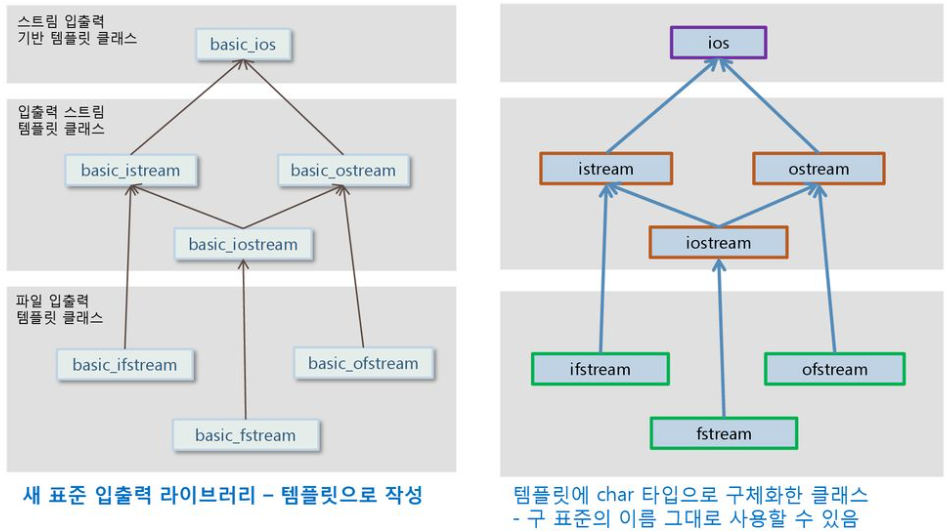 스트림 입출력
기반 템플릿 클래스
basic_ios
입출력 스트림
템플릿 클래스
basic_istream
basic_ostream
basic_iostream
파일 입출력
템플릿 클래스
basic_ifstream
basic_ofstream
basic_fstream
새 표준 입출력 라이브러리 – 템플릿으로 작성
ios
istream
ostream
iostream
ifstream
ofstream
fstream
템플릿에 char 타입으로 구체화한 클래스
- 구 표준의 이름 그대로 사용할 수 있음